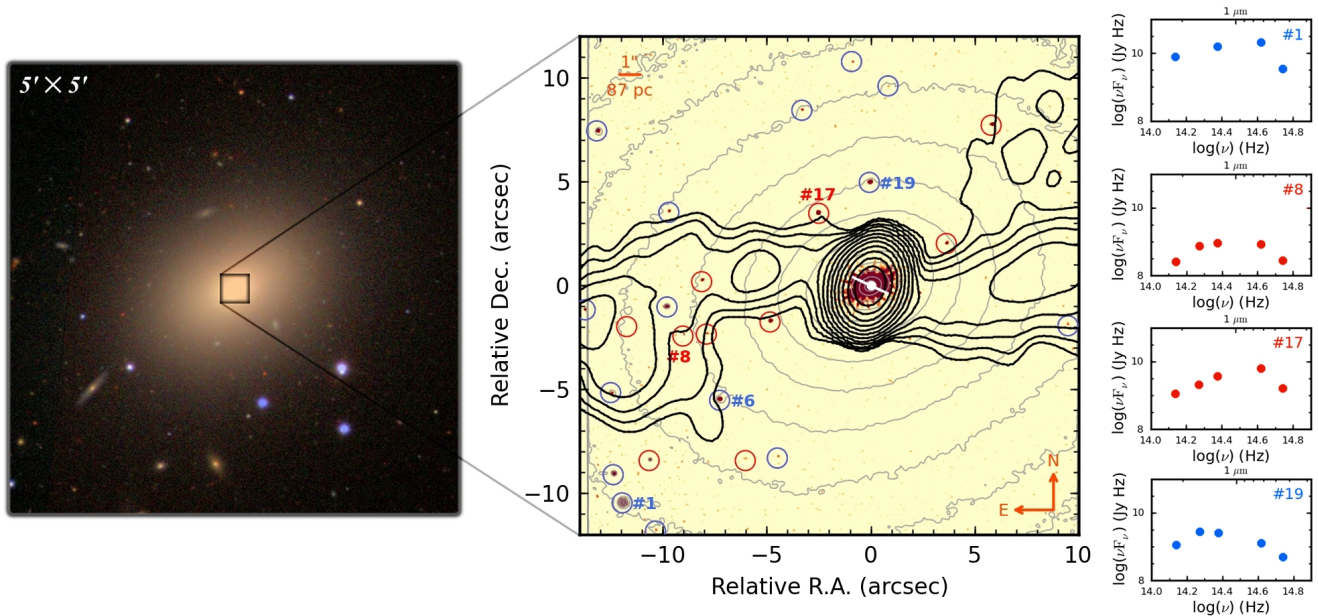 5′ × 5′
1"
87 pc
#17
#19
#8
#6
#1
N
E
10
5
0
−5
−10
Relative Dec. (arcsec)
−10 −5 0 5 10
Relative R.A. (arcsec)
1 μm
#1
10
8
log(νFν) (Jy Hz)
14.0 14.2 14.4 14.6 14.8
log(ν) (Hz)
1 μm
#8
10
8
log(νFν) (Jy Hz)
14.0 14.2 14.4 14.6 14.8
log(ν) (Hz)
1 μm
#17
10
8
log(νFν) (Jy Hz)
14.0 14.2 14.4 14.6 14.8
log(ν) (Hz)
1 μm
#19
10
8
log(νFν) (Jy Hz)
14.0 14.2 14.4 14.6 14.8
log(ν) (Hz)